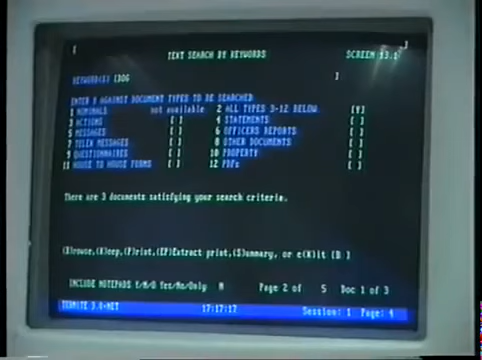 TEXT SEARCH BY KEYWORDS SCREEN
KEYWORD(S) [DOG ]
ENTER Y AGAINST DOCUMENT TYPES TO BE SEARCHED
1 NOMINALS not available 2 ALL TYPES 3-12 BELOW [Y]
3 ACTIONS [ ] 4 STATEMENTS [ ]
5 MESSAGES [ ] 6 OFFICERS REPORTS [ ]
7 TELEX MESSAGES [ ] 8 OTHER DOCUMENTS [ ]
9 QUESTIONNAIRES [ ] 10 PROPERTY [ ]
11 HOUSE TO HOUSE FORMS [ ] 12 PDFs [ ]
There are 3 documents satisfying your search criteria.
(B)rowse,(K)eep,(P)rint,(EP)Extract print,(S)ummary, or e(X)it [B ]
INCLUDE NOTEPADS Y/N/O Yes/No/Only N Page 2 of 5 Doc 1 of 3
TERMITE 3.0-NET 17:17:17 Session: 1 Page: 4